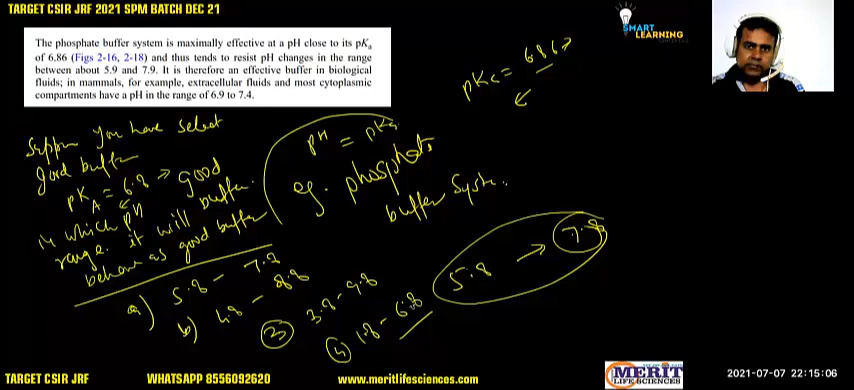 TARGET CSIR JRF 2021 SPM BATCH DEC 21
SMART
LEARNING
The phosphate buffer system is maximally effective at a pH close to its pKa
of 6.86 (Figs 2-16, 2-18) and thus tends to resist pH changes in the range
between about 5.9 and 7.9. It is therefore an effective buffer in biological
fluids; in mammals, for example, extracellular fluids and most cytoplasmic
compartments have a pH in the range of 6.9 to 7.4.
pKa = 6.86
you have select
good buffer
pKA = 6.8 good
buffer.
in which pH
range. it will
behave as good buffer
pH = pKa
eg. phosphate
buffer syste
a) 5.8 - 7.8
b) 4.8 - 8.8
3 3.8 - 9.8
4 1.8 - 6.8
5.8 → 7.8
TARGET CSIR JRF
WHATSAPP 8556092620
www.meritlifesciences.com
MERIT
LIFE SCIENCES
2021-07-07 22:15:06